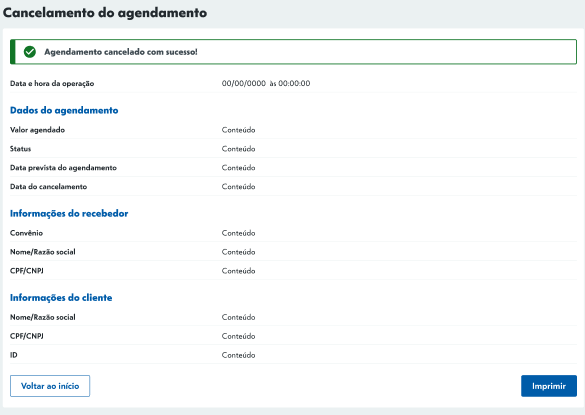 Cancelamento do agendamento
Agendamento cancelado com sucesso!
Data e hora da operação 00/00/0000 às 00:00:00
Dados do agendamento
Valor agendado Conteúdo
Status Conteúdo
Data prevista do agendamento Conteúdo
Data do cancelamento Conteúdo
Informações do recebedor
Convênio Conteúdo
Nome/Razão social Conteúdo
CPF/CNPJ Conteúdo
Informações do cliente
Nome/Razão social Conteúdo
CPF/CNPJ Conteúdo
ID Conteúdo
Voltar ao início Imprimir